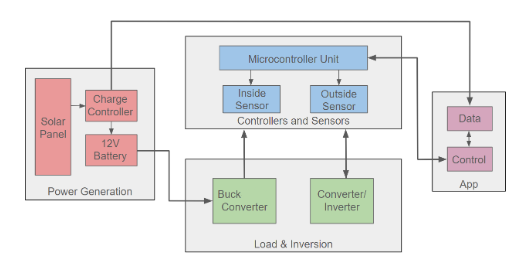 Microcontroller Unit
Inside
Sensor
Outside
Sensor
Controllers and Sensors
Solar
Panel
Charge
Controller
12V
Battery
Power Generation
Data
Control
App
Buck
Converter
Converter/
Inverter
Load & Inversion